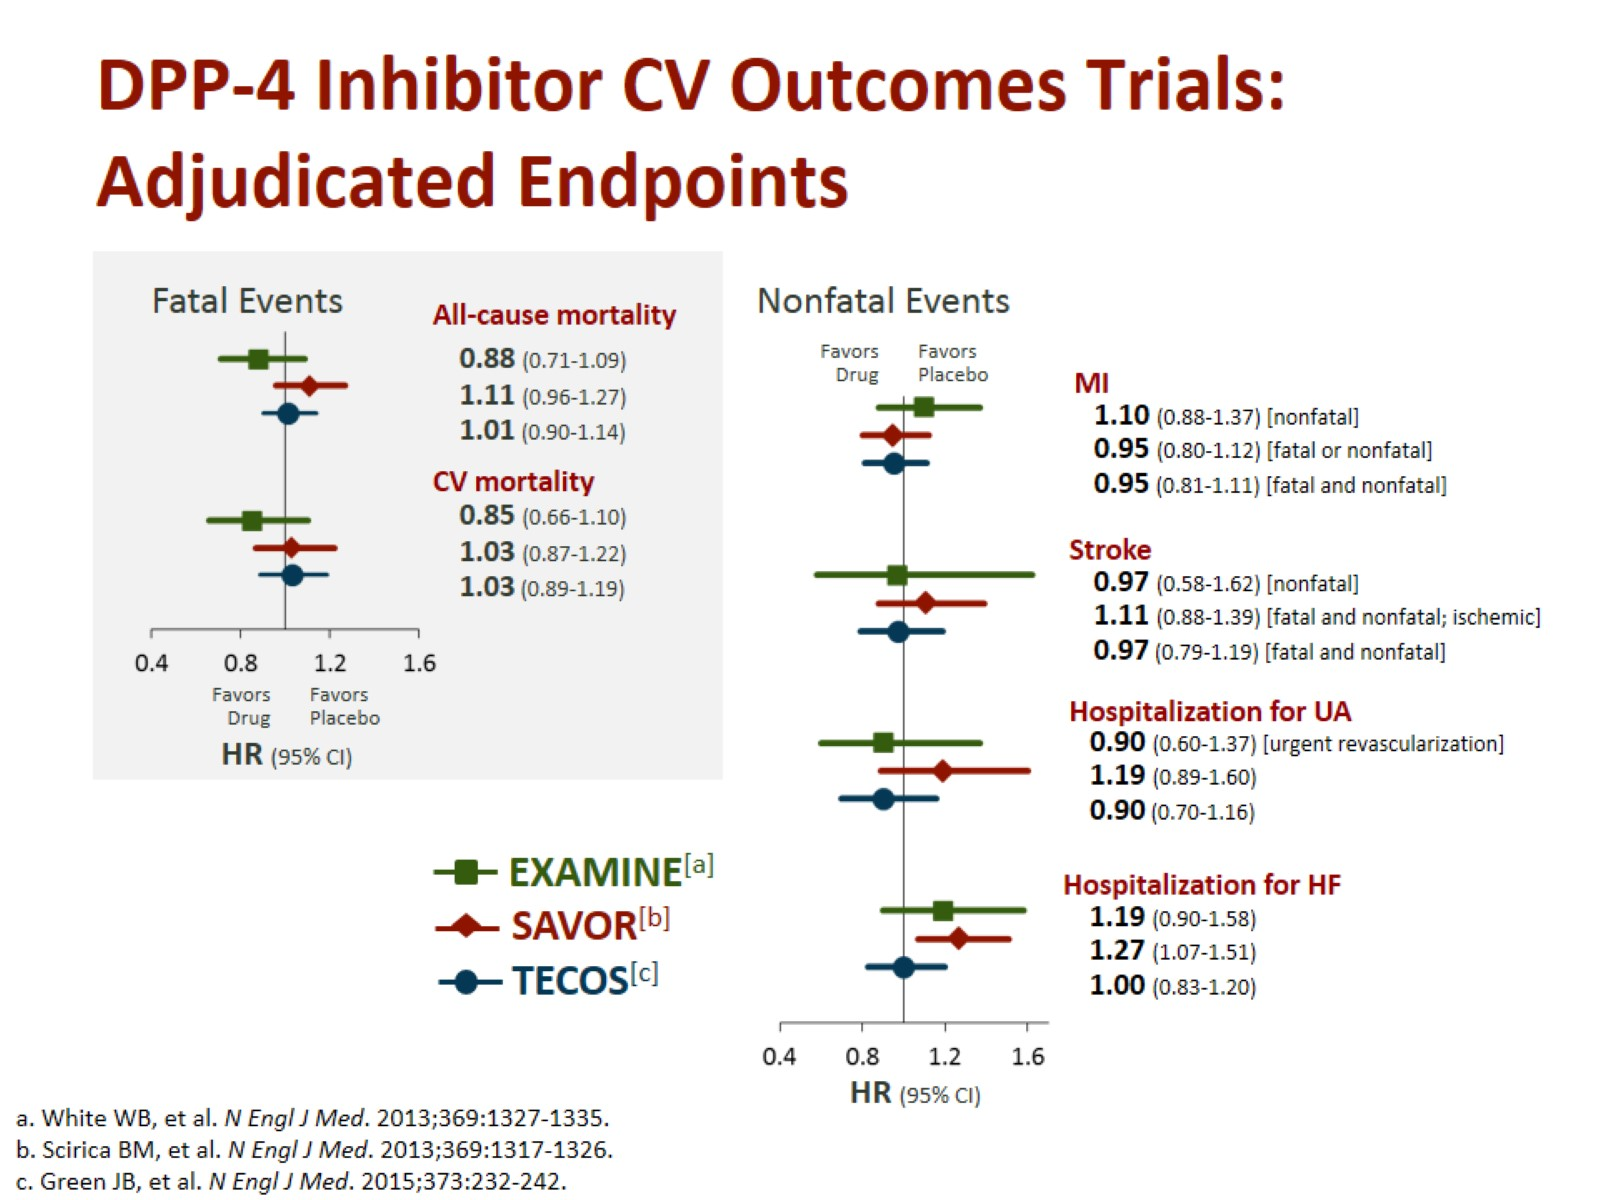 DPP-4 Inhibitor CV Outcomes Trials:
Adjudicated Endpoints
Fatal Events
All-cause mortality
0.88 (0.71-1.09)
1.11 (0.96-1.27)
1.01 (0.90-1.14)
CV mortality
0.85 (0.66-1.10)
1.03 (0.87-1.22)
1.03 (0.89-1.19)
0.4 0.8 1.2 1.6
Favors Drug
Favors Placebo
HR (95% CI)
Nonfatal Events
Favors Drug
Favors Placebo
MI
1.10 (0.88-1.37) [nonfatal]
0.95 (0.80-1.12) [fatal or nonfatal]
0.95 (0.81-1.11) [fatal and nonfatal]
Stroke
0.97 (0.58-1.62) [nonfatal]
1.11 (0.88-1.39) [fatal and nonfatal; ischemic]
0.97 (0.79-1.19) [fatal and nonfatal]
Hospitalization for UA
0.90 (0.60-1.37) [urgent revascularization]
1.19 (0.89-1.60)
0.90 (0.70-1.16)
Hospitalization for HF
1.19 (0.90-1.58)
1.27 (1.07-1.51)
1.00 (0.83-1.20)
0.4 0.8 1.2 1.6
HR (95% CI)
EXAMINE[a]
SAVOR[b]
TECOS[c]
a. White WB, et al. N Engl J Med. 2013;369:1327-1335.
b. Scirica BM, et al. N Engl J Med. 2013;369:1317-1326.
c. Green JB, et al. N Engl J Med. 2015;373:232-242.